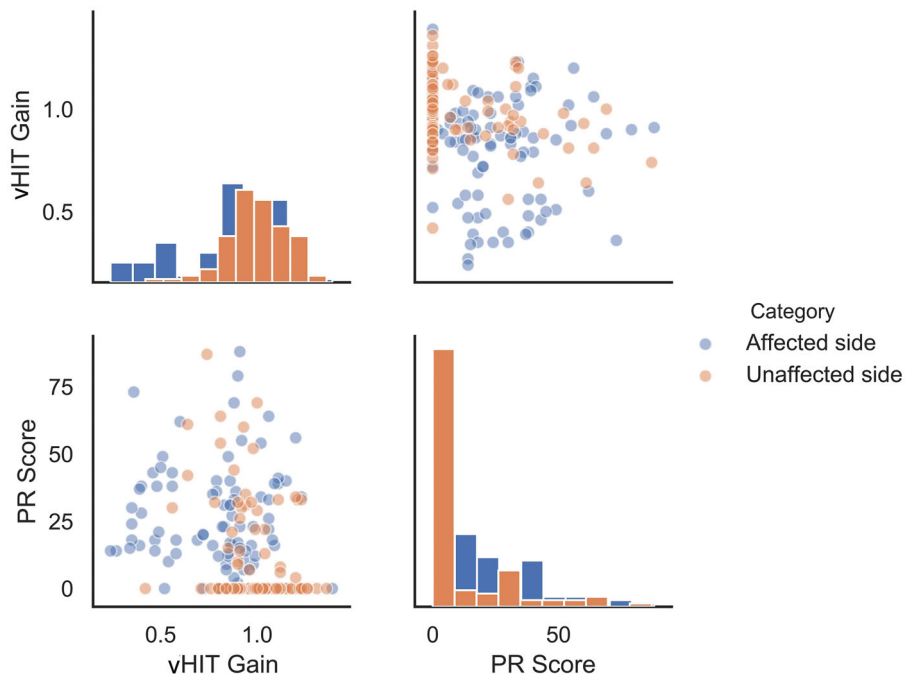 vHIT Gain
1.0
0.5
Category
Affected side
Unaffected side
PR Score
75
50
25
0
0.5 1.0
vHIT Gain
0 50
PR Score